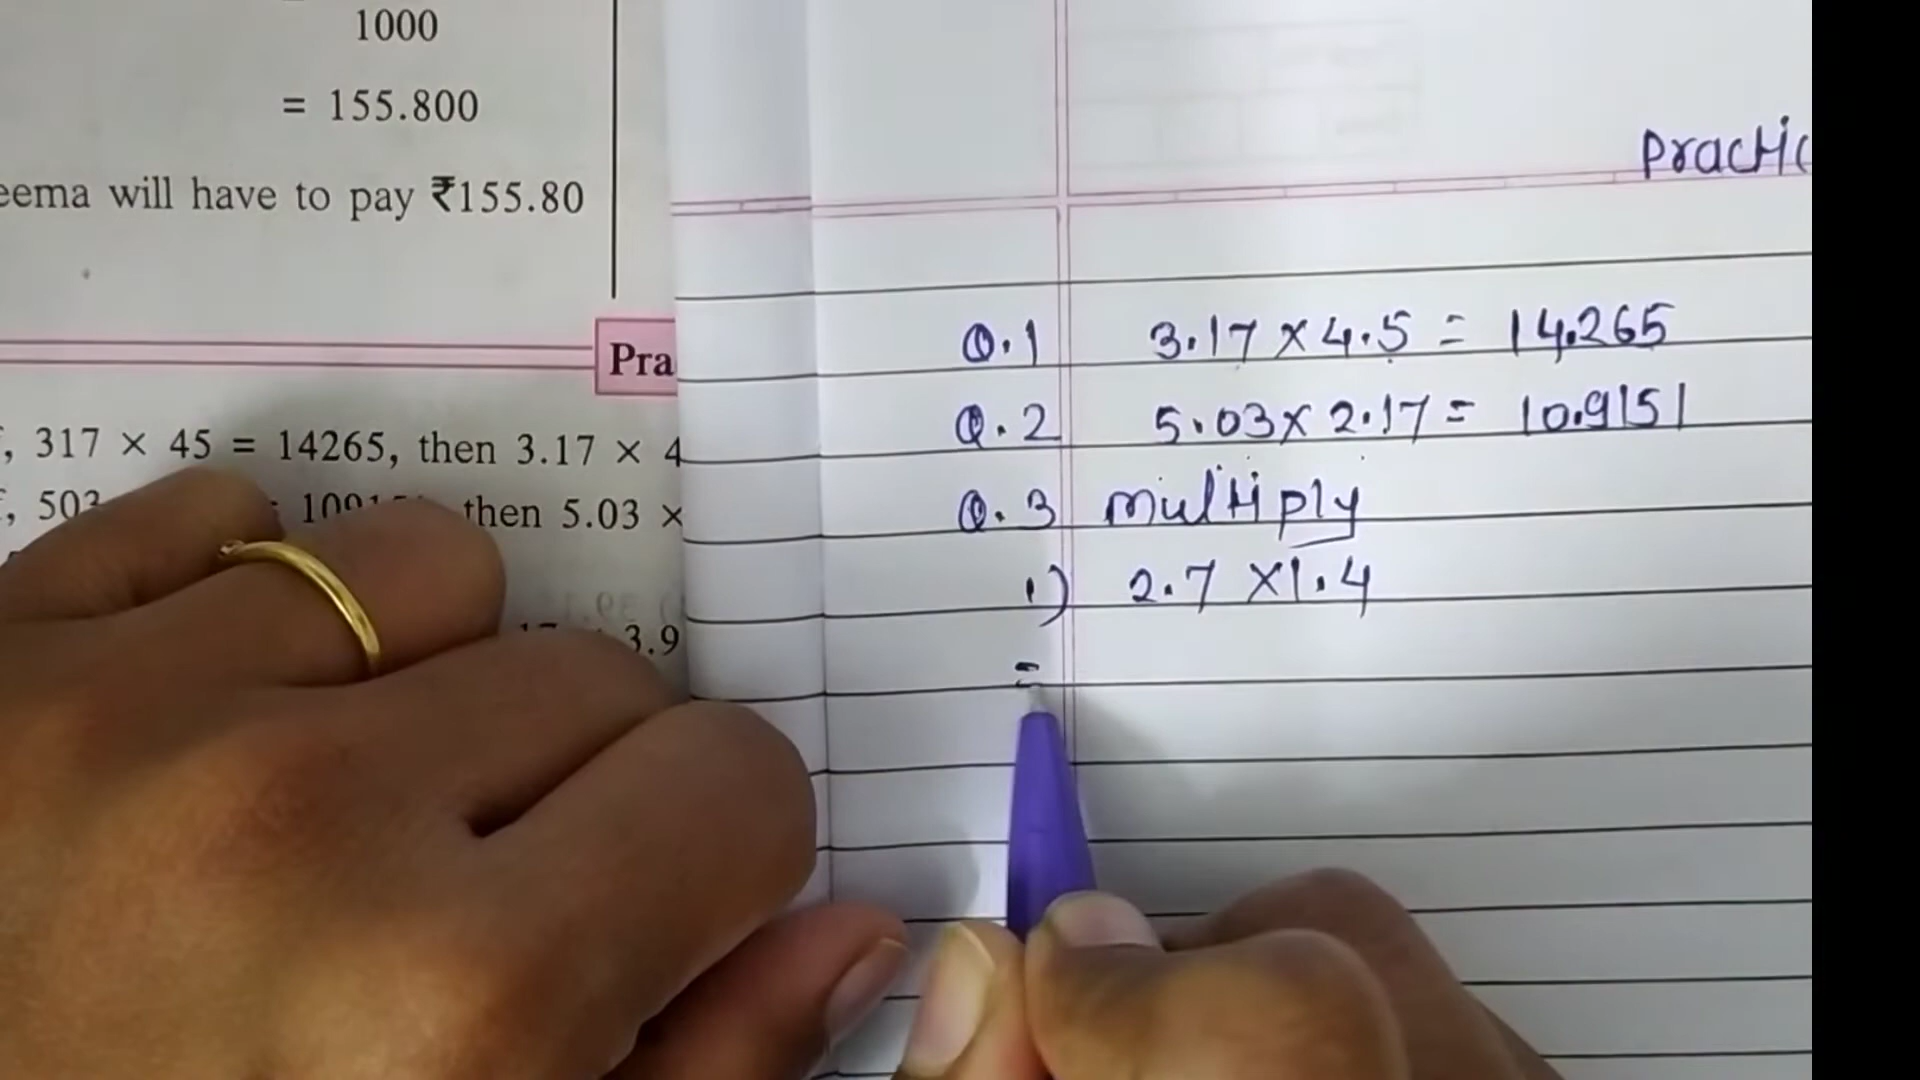 1000
= 155.800
will have to pay ₹155.80
Pra
, 317 × 45 = 14265, then 3.17 × 4
, 503 then 5.03 ×
3.9
Practic
Q.1 3.17 × 4.5 = 14.265
Q.2 5.03 × 2.17 = 10.9151
Q.3 multiply
1) 2.7 × 1.4
=